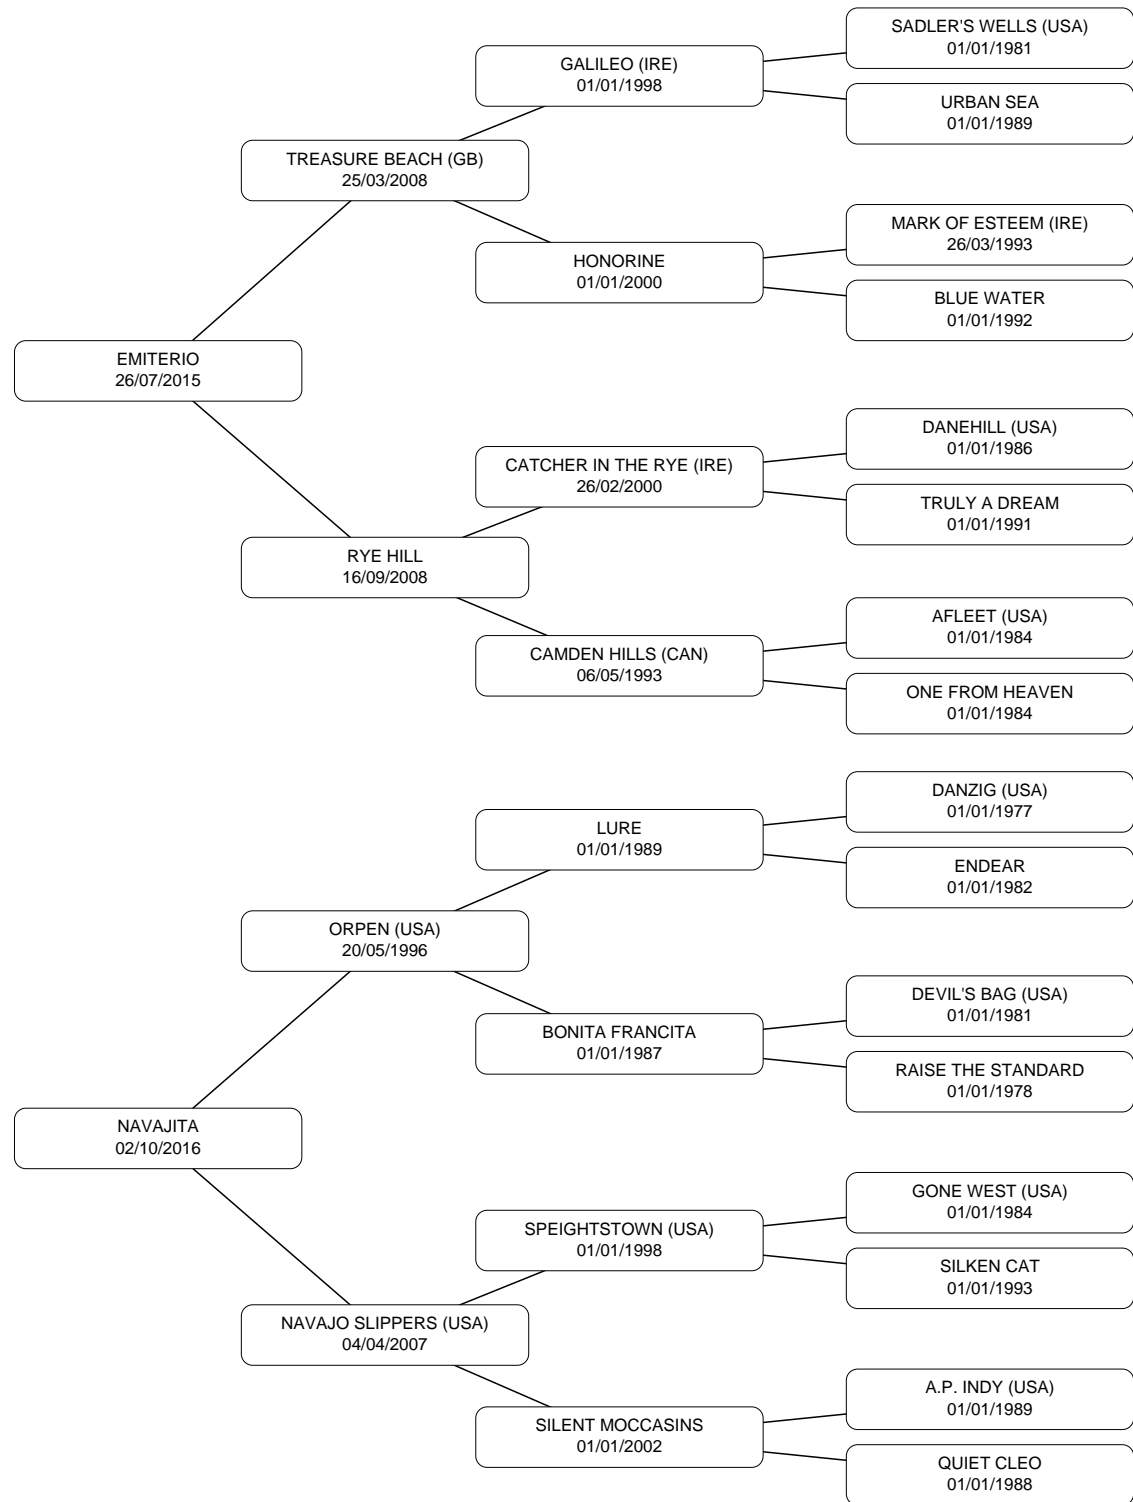 SADLER'S WELLS (USA)
01/01/1981
GALILEO (IRE)
01/01/1998
URBAN SEA
01/01/1989
TREASURE BEACH (GB)
25/03/2008
MARK OF ESTEEM (IRE)
26/03/1993
HONORINE
01/01/2000
BLUE WATER
01/01/1992
EMITERIO
26/07/2015
DANEHILL (USA)
01/01/1986
CATCHER IN THE RYE (IRE)
26/02/2000
TRULY A DREAM
01/01/1991
RYE HILL
16/09/2008
AFLEET (USA)
01/01/1984
CAMDEN HILLS (CAN)
06/05/1993
ONE FROM HEAVEN
01/01/1984
DANZIG (USA)
01/01/1977
LURE
01/01/1989
ENDEAR
01/01/1982
ORPEN (USA)
20/05/1996
DEVIL'S BAG (USA)
01/01/1981
BONITA FRANCITA
01/01/1987
RAISE THE STANDARD
01/01/1978
NAVAJITA
02/10/2016
GONE WEST (USA)
01/01/1984
SPEIGHTSTOWN (USA)
01/01/1998
SILKEN CAT
01/01/1993
NAVAJO SLIPPERS (USA)
04/04/2007
A.P. INDY (USA)
01/01/1989
SILENT MOCCASINS
01/01/2002
QUIET CLEO
01/01/1988